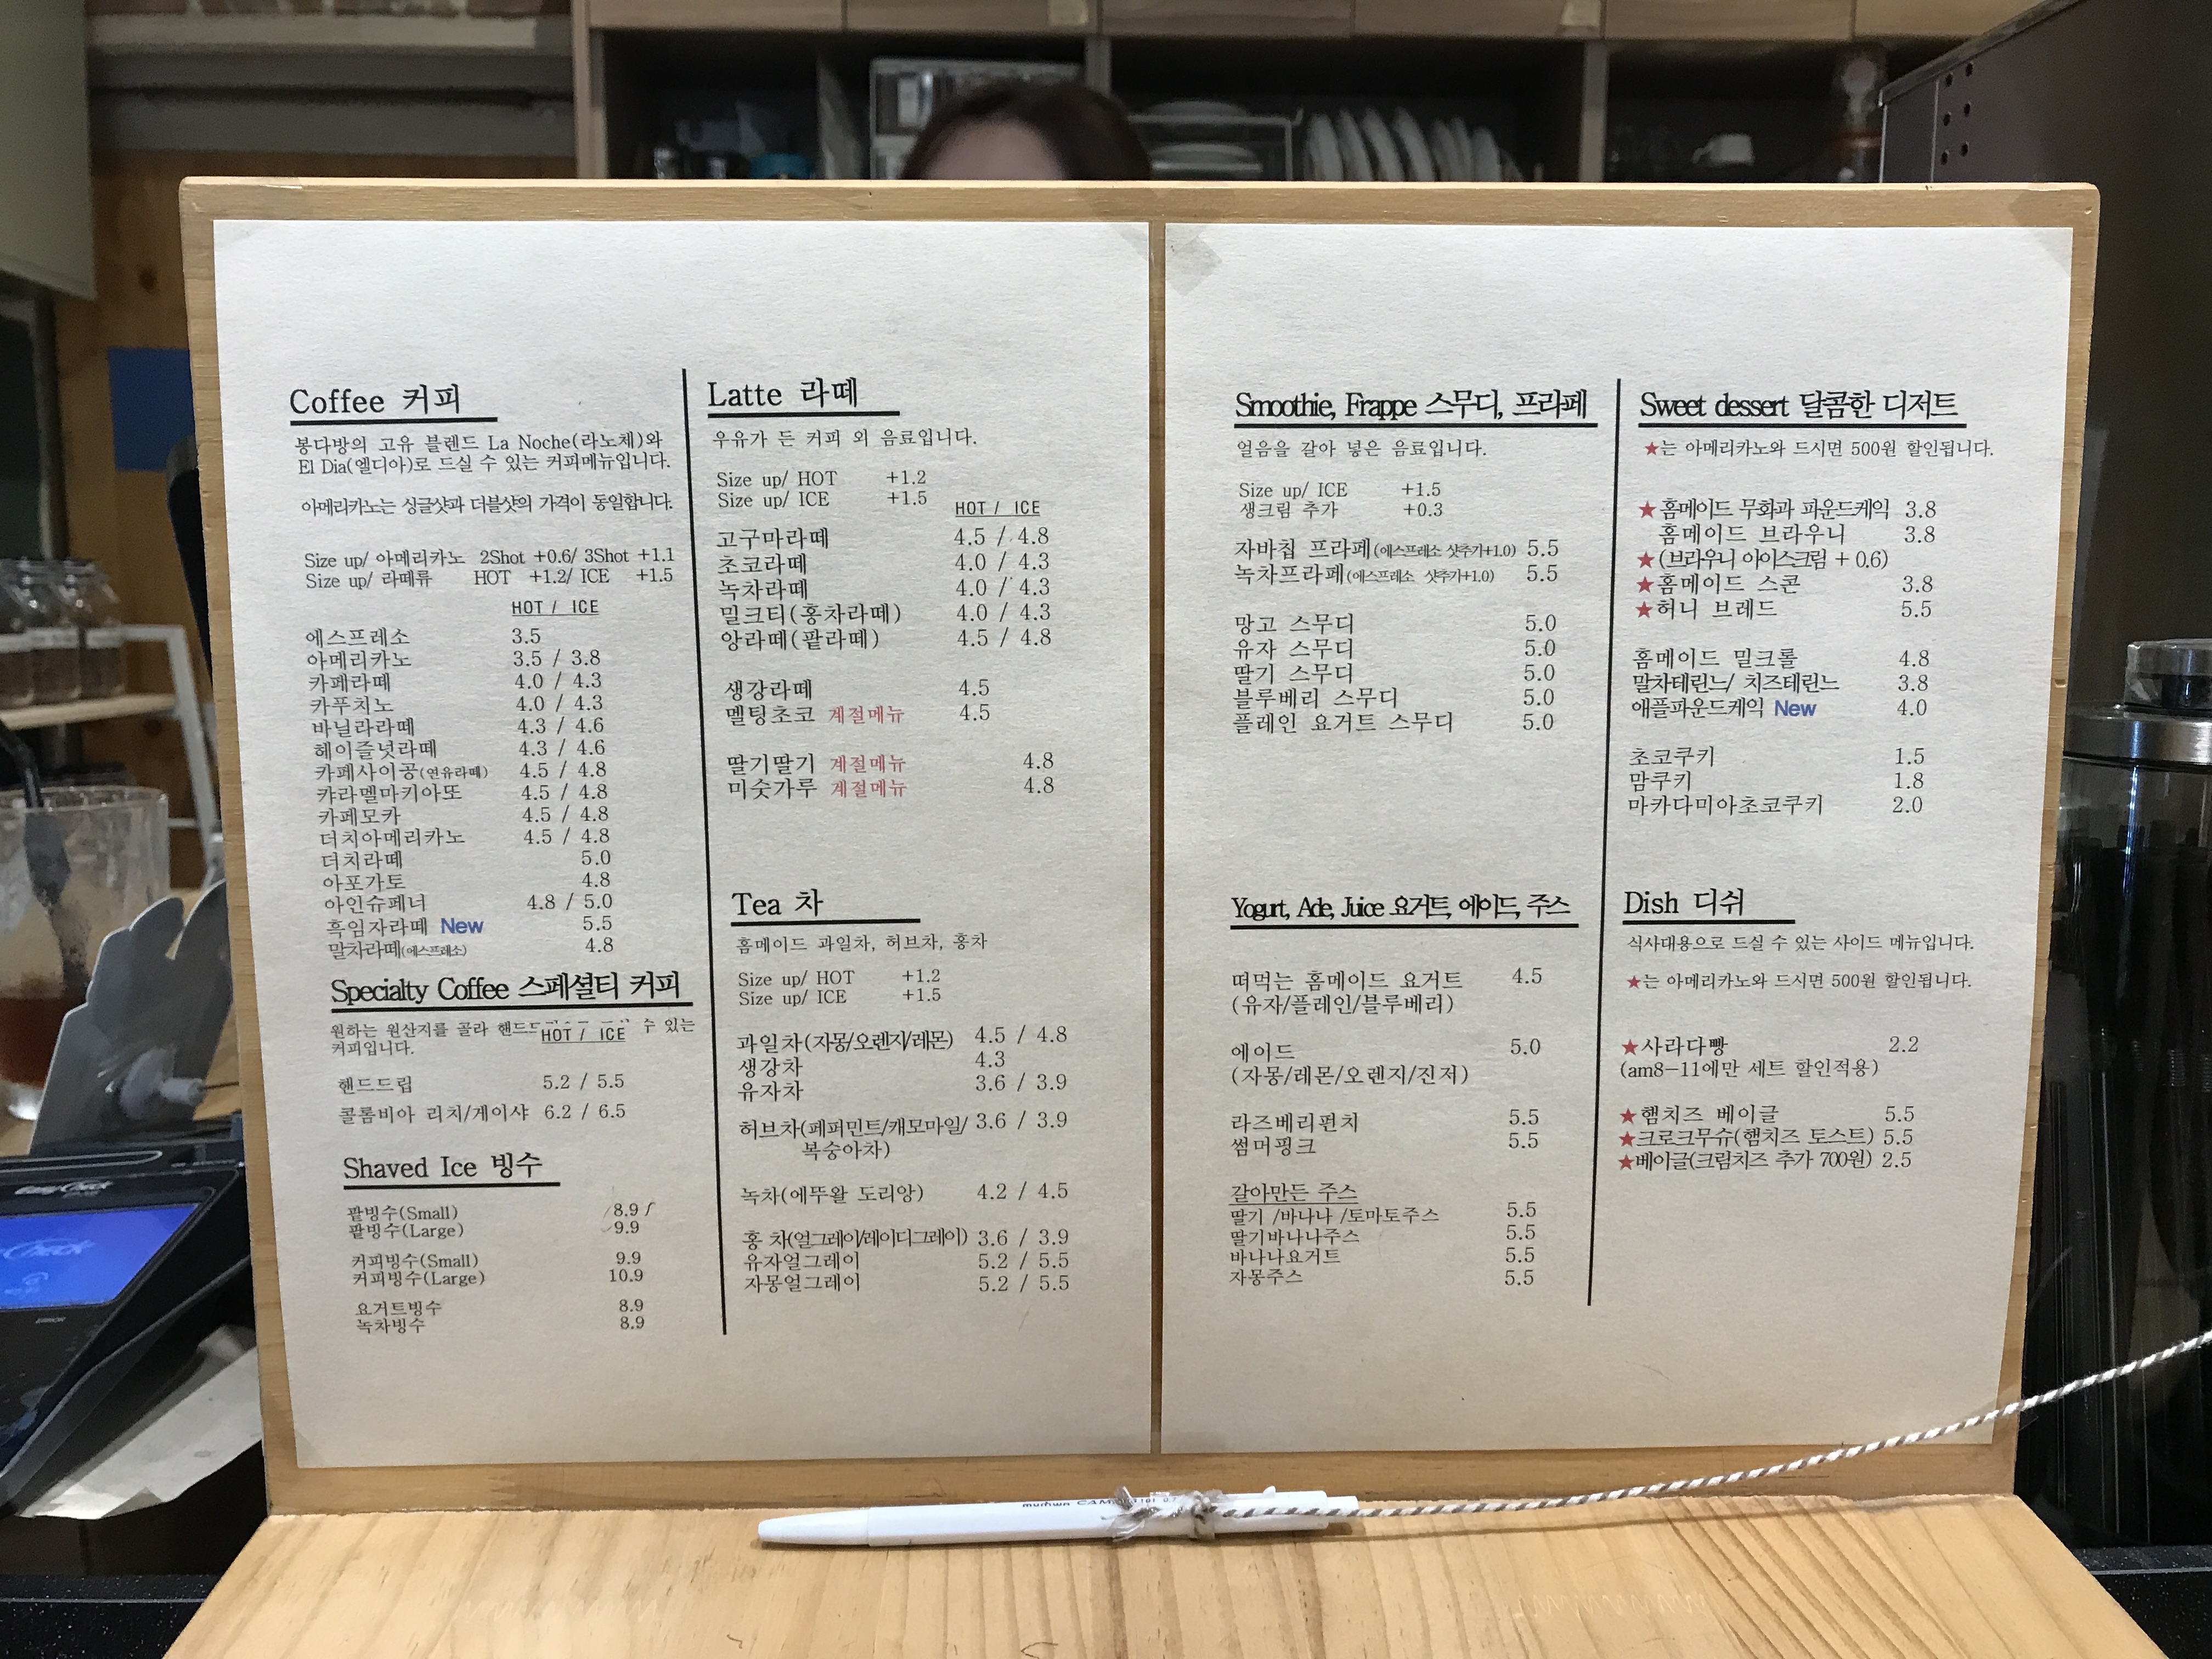 Coffee 커피
봉다방의 고유 블렌드 La Noche(라노체)와
El Dia(엘디아)로 드실 수 있는 커피메뉴입니다.
아메리카노는 싱글샷과 더블샷의 가격이 동일합니다.
Size up/ 아메리카노 2Shot +0.6/ 3Shot +1.1
Size up/ 라떼류 HOT +1.2/ ICE +1.5
HOT / ICE
에스프레소 3.5
아메리카노 3.5 / 3.8
카페라떼 4.0 / 4.3
카푸치노 4.0 / 4.3
바닐라라떼 4.3 / 4.6
헤이즐넛라떼 4.3 / 4.6
카페사이공(연유라떼) 4.5 / 4.8
캬라멜마키아또 4.5 / 4.8
카페모카 4.5 / 4.8
더치아메리카노 4.5 / 4.8
더치라떼 5.0
아포가토 4.8
아인슈페너 4.8 / 5.0
흑임자라떼 New 5.5
말차라떼(에스프레소) 4.8
Specialty Coffee 스페셜티 커피
원하는 원산지를 골라 핸드 수 있는
HOT / ICE
커피입니다.
핸드드립 5.2 / 5.5
콜롬비아 리치/게이샤 6.2 / 6.5
Shaved Ice 빙수
팥빙수(Small) 8.9
팥빙수(Large) 9.9
커피빙수(Small) 9.9
커피빙수(Large) 10.9
요거트빙수 8.9
녹차빙수 8.9
Latte 라떼
우유가 든 커피 외 음료입니다.
Size up/ HOT +1.2
Size up/ ICE +1.5
HOT / ICE
고구마라떼 4.5 / 4.8
초코라떼 4.0 / 4.3
녹차라떼 4.0 / 4.3
밀크티(홍차라떼) 4.0 / 4.3
앙라떼(팥라떼) 4.5 / 4.8
생강라떼 4.5
멜팅초코 계절메뉴 4.5
딸기딸기 계절메뉴 4.8
미숫가루 계절메뉴 4.8
Tea 차
홈메이드 과일차, 허브차, 홍차
Size up/ HOT +1.2
Size up/ ICE +1.5
과일차(자몽/오렌지/레몬) 4.5 / 4.8
생강차 4.3
유자차 3.6 / 3.9
허브차(페퍼민트/캐모마일/ 3.6 / 3.9
복숭아차)
녹차(에뚜왈 도리앙) 4.2 / 4.5
홍 차(얼그레이/레이디그레이) 3.6 / 3.9
유자얼그레이 5.2 / 5.5
자몽얼그레이 5.2 / 5.5
Smoothie, Frappe 스무디, 프라페
얼음을 갈아 넣은 음료입니다.
Size up/ ICE +1.5
생크림 추가 +0.3
자바칩 프라페(에스프레소 샷추가+1.0) 5.5
녹차프라페(에스프레소 샷추가+1.0) 5.5
망고 스무디 5.0
유자 스무디 5.0
딸기 스무디 5.0
블루베리 스무디 5.0
플레인 요거트 스무디 5.0
Yogurt, Ade, Juice 요거트, 에이드, 주스
떠먹는 홈메이드 요거트 4.5
(유자/플레인/블루베리)
에이드 5.0
(자몽/레몬/오렌지/진저)
라즈베리펀치 5.5
썸머핑크 5.5
갈아만든 주스
딸기 /바나나 /토마토주스 5.5
딸기바나나주스 5.5
바나나요거트 5.5
자몽주스 5.5
Sweet dessert 달콤한 디저트
★는 아메리카노와 드시면 500원 할인됩니다.
★홈메이드 무화과 파운드케익 3.8
홈메이드 브라우니 3.8
★(브라우니 아이스크림 + 0.6)
★홈메이드 스콘 3.8
★허니 브레드 5.5
홈메이드 밀크롤 4.8
말차테린느/ 치즈테린느 3.8
애플파운드케익 New 4.0
초코쿠키 1.5
맘쿠키 1.8
마카다미아초코쿠키 2.0
Dish 디쉬
식사대용으로 드실 수 있는 사이드 메뉴입니다.
★는 아메리카노와 드시면 500원 할인됩니다.
★사라다빵 2.2
(am8-11에만 세트 할인적용)
★햄치즈 베이글 5.5
★크로크무슈(햄치즈 토스트) 5.5
★베이글(크림치즈 추가 700원) 2.5